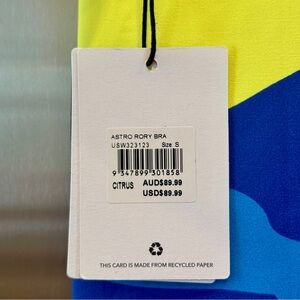 ASTRO RORY BRA
USW323123 Size S
9 347899 301858
CITRUS AUD$89.99
USD$89.99
THIS CARD IS MADE FROM RECYCLED PAPER